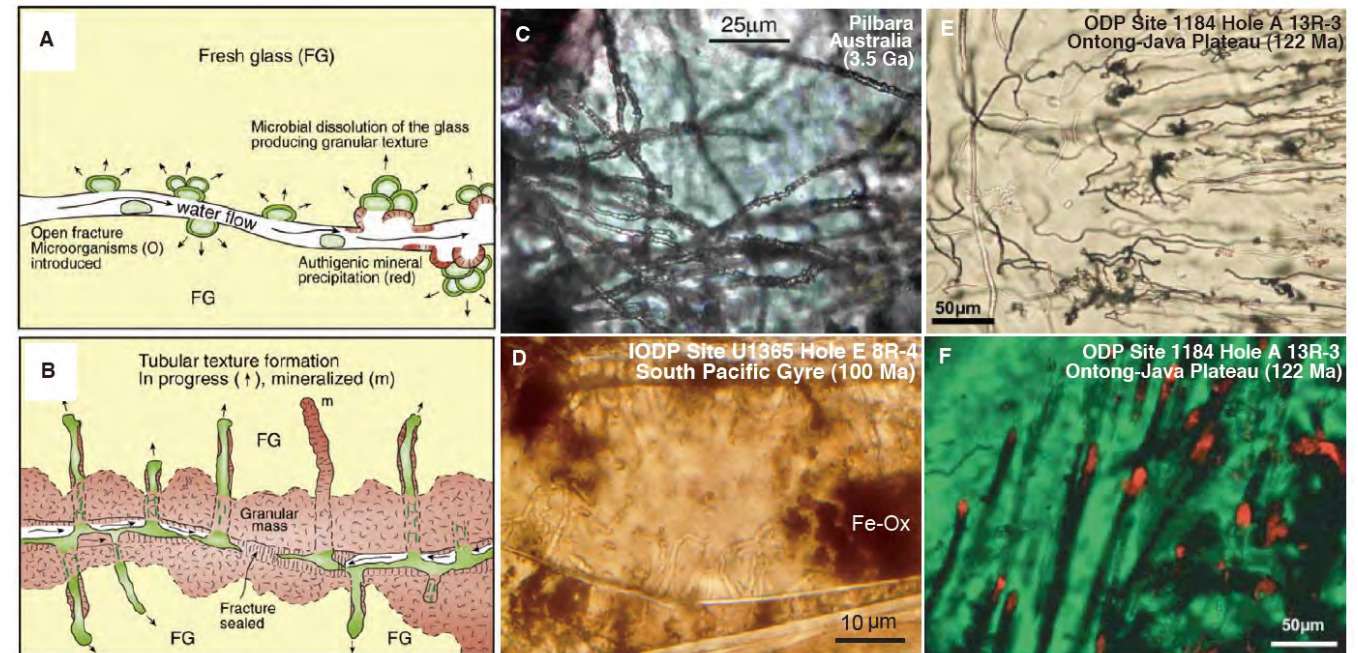 A
Fresh glass (FG)
Microbial dissolution of the glass
producing granular texture
water flow
Open fracture
Microorganisms (O)
introduced
Authigenic mineral
precipitation (red)
FG
B
Tubular texture formation
In progress (↑), mineralized (m)
m
FG
Granular
mass
Fracture
sealed
FG
FG
C
25µm
Pilbara
Australia
(3.5 Ga)
D
IODP Site U1365 Hole E 8R-4
South Pacific Gyre (100 Ma)
Fe-Ox
10 µm
E
ODP Site 1184 Hole A 13R-3
Ontong-Java Plateau (122 Ma)
50µm
F
ODP Site 1184 Hole A 13R-3
Ontong-Java Plateau (122 Ma)
50µm